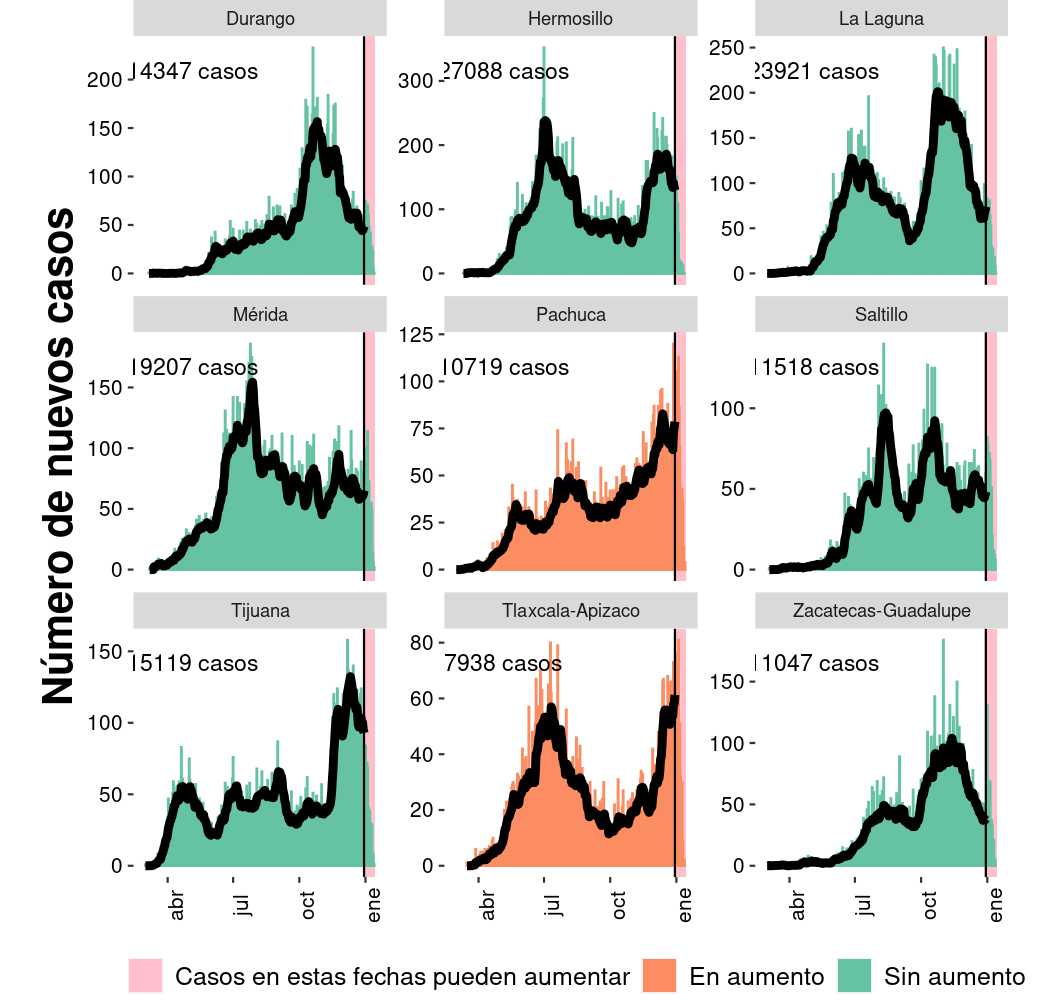 Durango
Hermosillo
La Laguna
14347 casos
27088 casos
23921 casos
200
150
100
50
0
300
200
100
0
250
200
150
100
50
0
Mérida
Pachuca
Saltillo
19207 casos
10719 casos
11518 casos
150
100
50
0
125
100
75
50
25
0
100
50
0
Tijuana
Tlaxcala-Apizaco
Zacatecas-Guadalupe
15119 casos
7938 casos
11047 casos
150
100
50
0
80
60
40
20
0
150
100
50
0
abr jul oct ene
abr jul oct ene
abr jul oct ene
Número de nuevos casos
Casos en estas fechas pueden aumentar
En aumento
Sin aumento